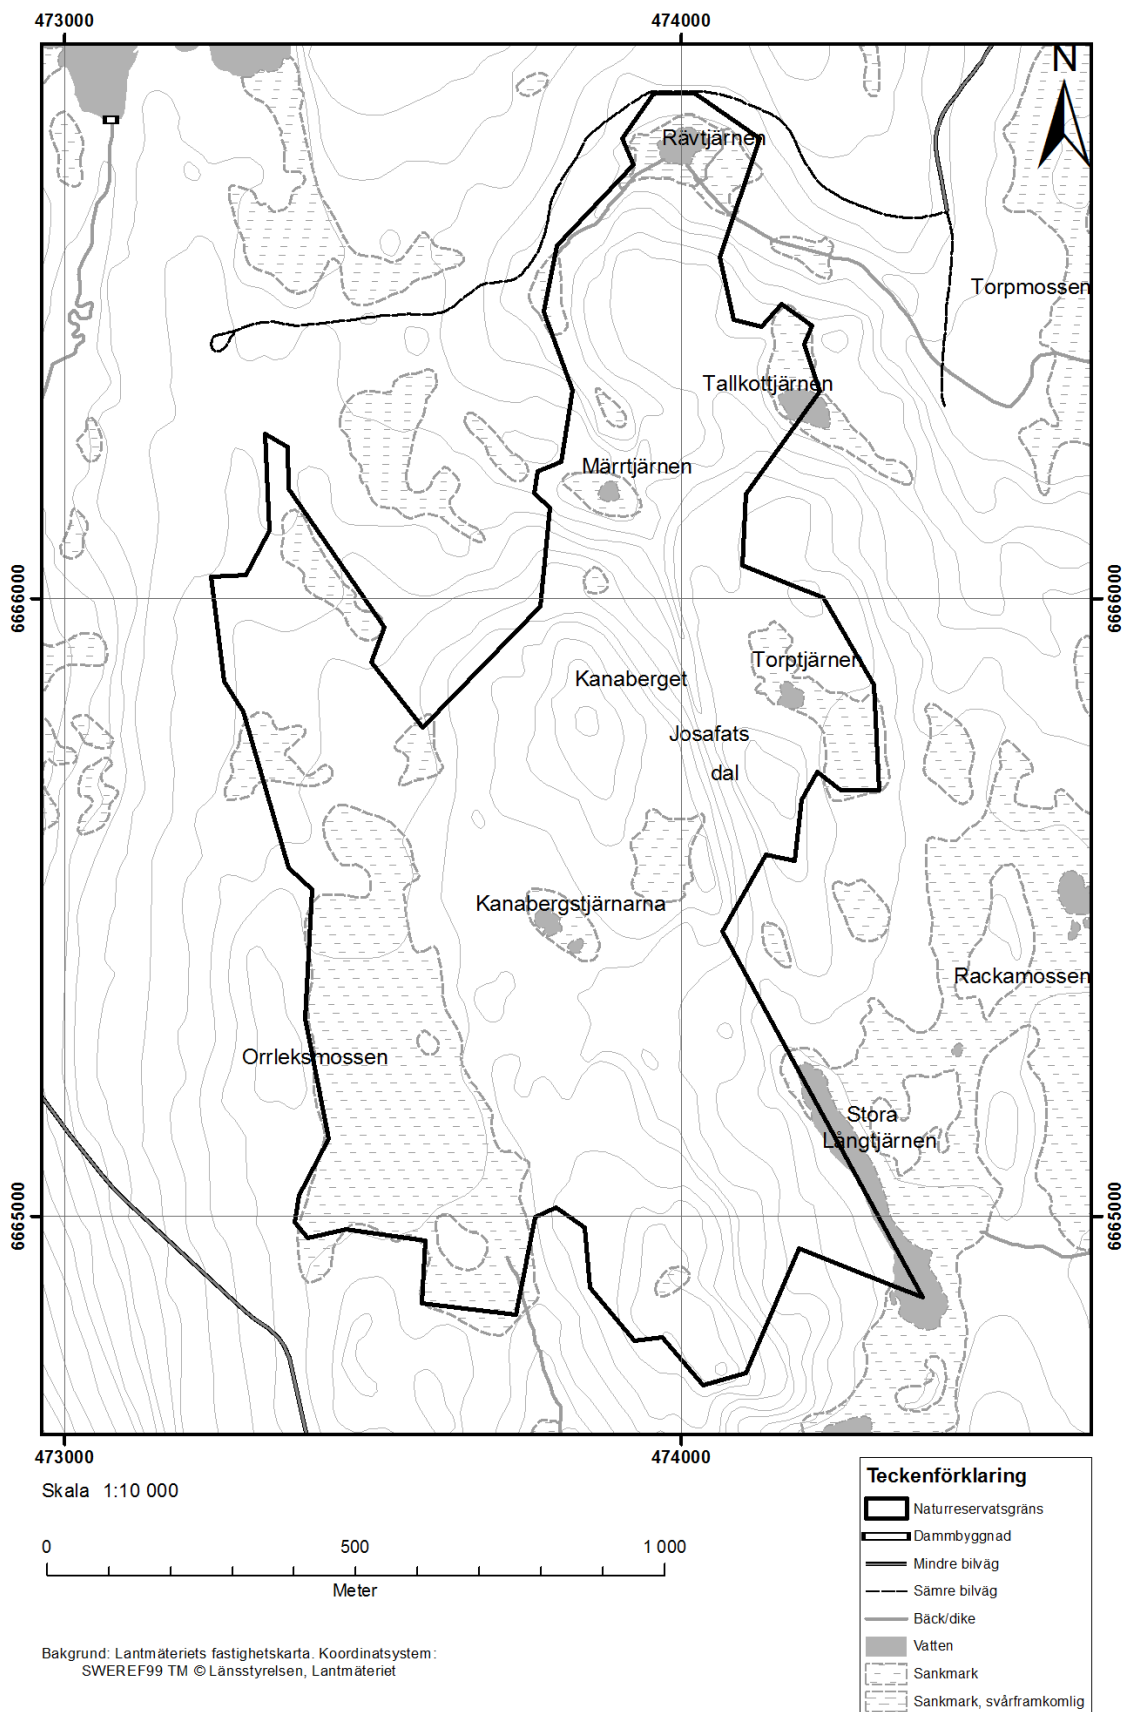 473000 474000
N
Rävtjärnen
Torpmossen
Tallkottjärnen
Märrtjärnen
6666000 6666000
Torptjärnen
Kanaberget
Josafats
dal
Kanabergstjärnarna
Rackamossen
Orrleksmossen
Stora
Långtjärnen
6665000 6665000
473000 474000
Skala 1:10 000
0 500 1 000
Meter
Bakgrund: Lantmäteriets fastighetskarta. Koordinatsystem:
SWEREF99 TM © Länsstyrelsen, Lantmäteriet
Teckenförklaring
Naturreservatsgräns
Dammbyggnad
Mindre bilväg
Sämre bilväg
Bäck/dike
Vatten
Sankmark
Sankmark, svårframkomlig